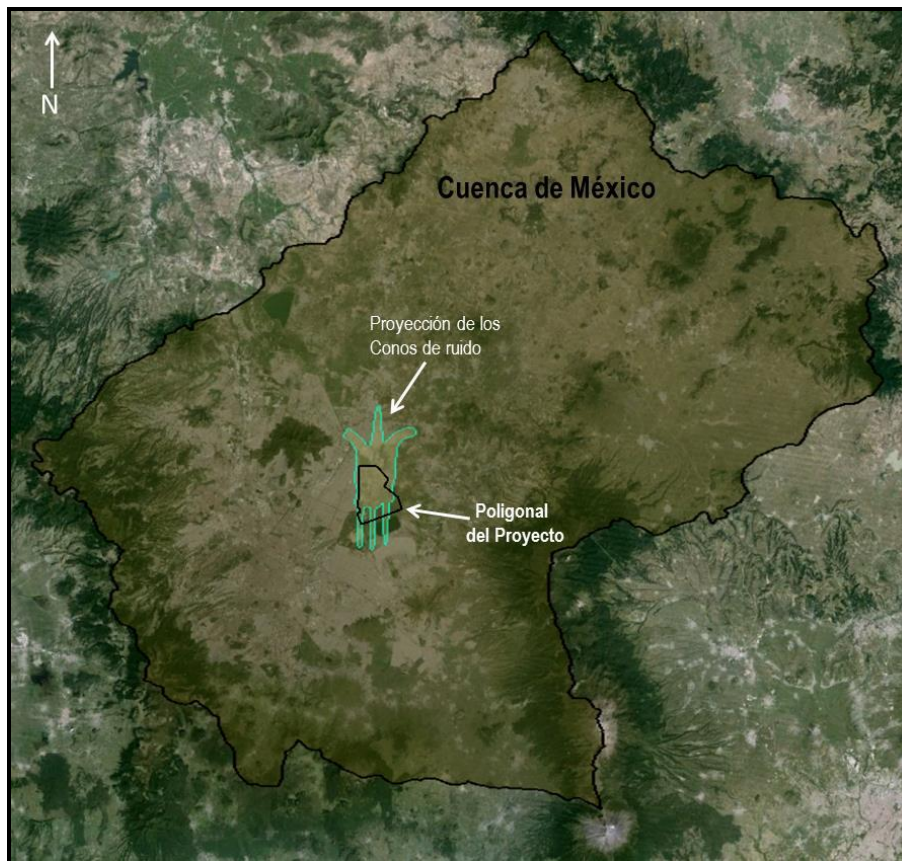 N
Cuenca de México
Proyección de los
Conos de ruido
Poligonal
del Proyecto